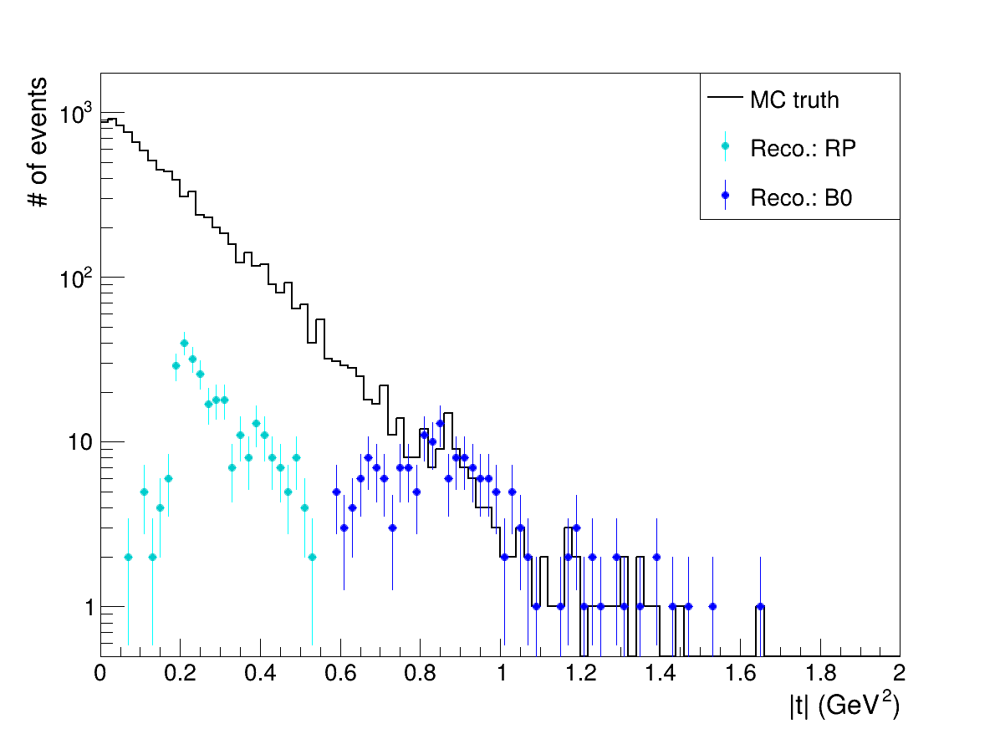 # of events
10³
10²
10
1
0 0.2 0.4 0.6 0.8 1 1.2 1.4 1.6 1.8 2
|t| (GeV²)
MC truth
Reco.: RP
Reco.: B0